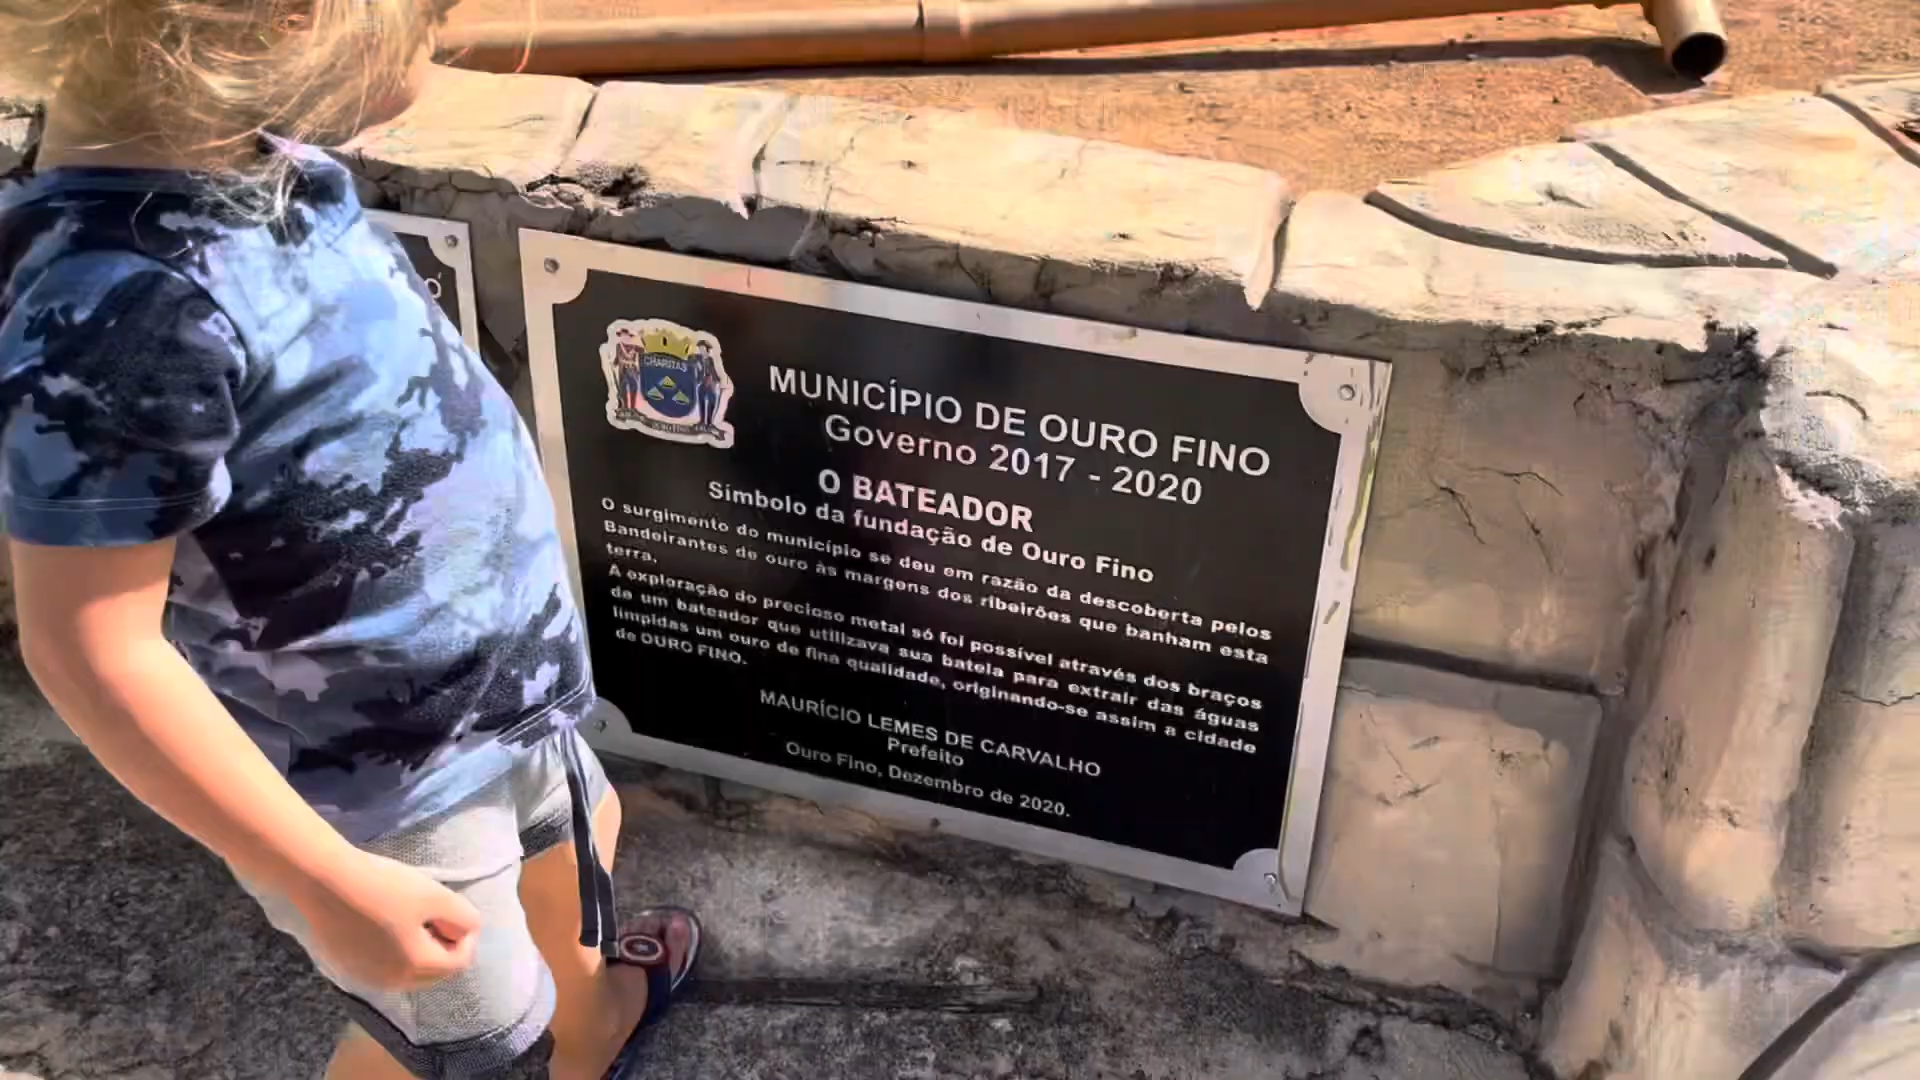 CHARITAS
MUNICÍPIO DE OURO FINO
Governo 2017 - 2020
O BATEADOR
Símbolo da fundação de Ouro Fino
O surgimento do município se deu em razão da descoberta pelos
Bandeirantes de ouro às margens dos ribeirões que banham esta
terra.
A exploração do precioso metal só foi possível através dos braços
de um bateador que utilizava sua bateia para extrair das águas
límpidas um ouro de fina qualidade, originando-se assim a cidade
de OURO FINO.
MAURÍCIO LEMES DE CARVALHO
Prefeito
Ouro Fino, Dezembro de 2020.